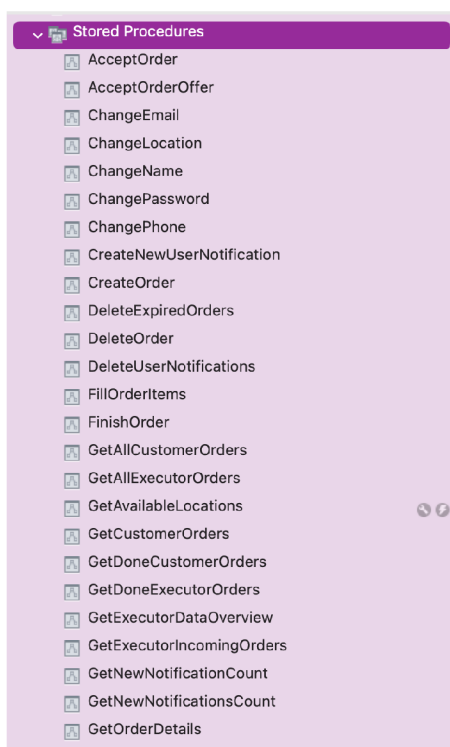 Stored Procedures
AcceptOrder
AcceptOrderOffer
ChangeEmail
ChangeLocation
ChangeName
ChangePassword
ChangePhone
CreateNewUserNotification
CreateOrder
DeleteExpiredOrders
DeleteOrder
DeleteUserNotifications
FillOrderItems
FinishOrder
GetAllCustomerOrders
GetAllExecutorOrders
GetAvailableLocations
GetCustomerOrders
GetDoneCustomerOrders
GetDoneExecutorOrders
GetExecutorDataOverview
GetExecutorIncomingOrders
GetNewNotificationCount
GetNewNotificationsCount
GetOrderDetails